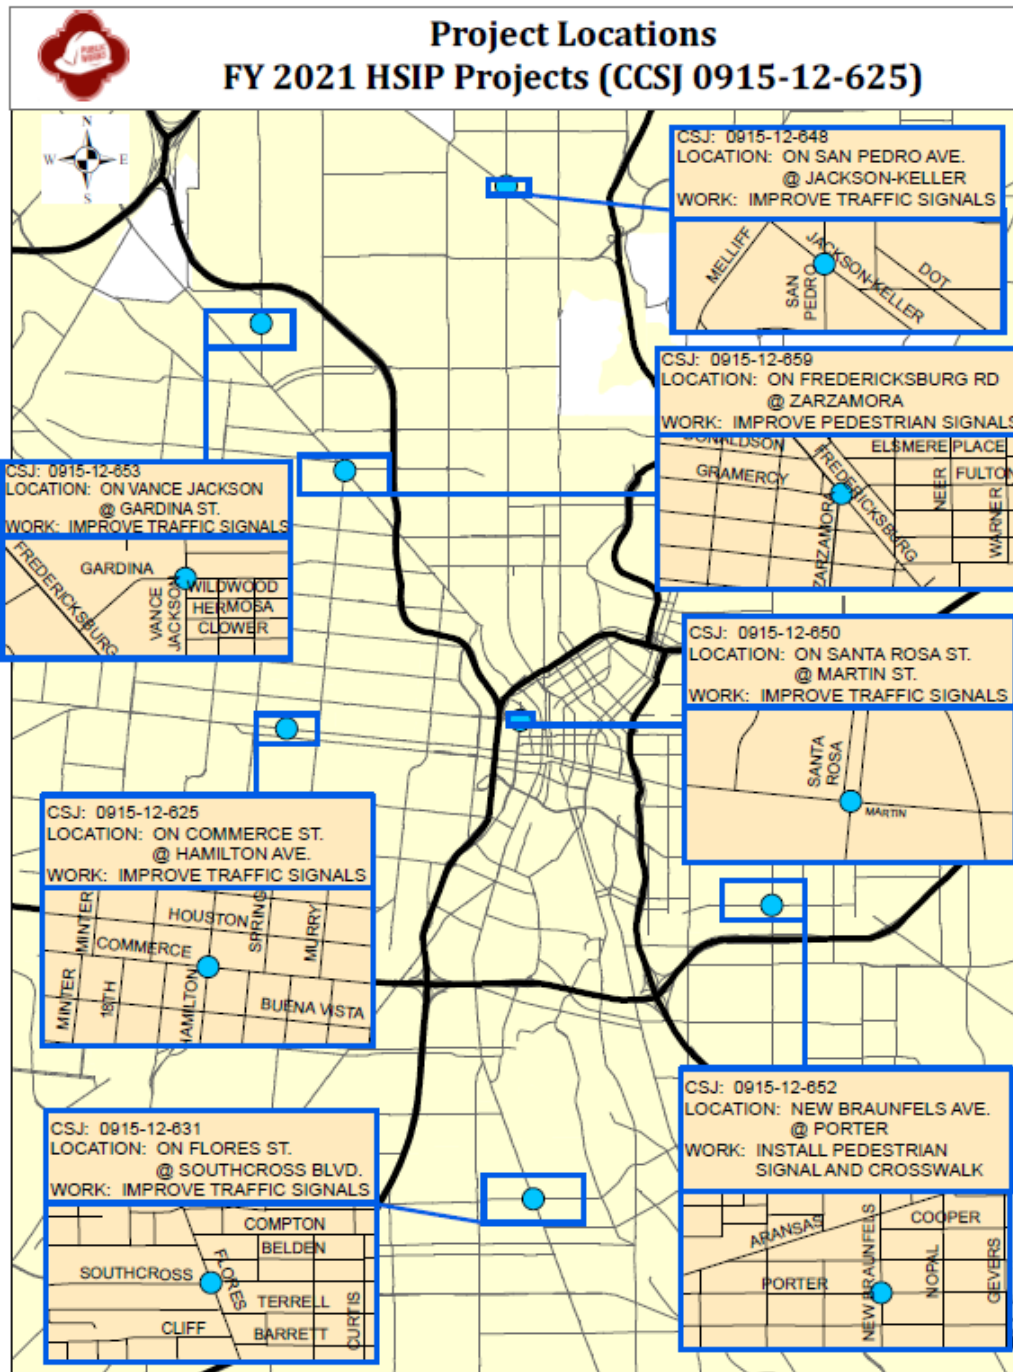 Project Locations
FY 2021 HSIP Projects (CCSJ 0915-12-625)
PUBLIC
WORKS
N
W
E
S
CSJ: 0915-12-648
LOCATION: ON SAN PEDRO AVE.
@ JACKSON-KELLER
WORK: IMPROVE TRAFFIC SIGNALS
MELLIFF
SAN
PEDRO
JACKSON-KELLER
DOT
CSJ: 0915-12-659
LOCATION: ON FREDERICKSBURG RD
@ ZARZAMORA
WORK: IMPROVE PEDESTRIAN SIGNALS
DONALDSON
GRAMERCY
ZARZAMORA
FREDERICKSBURG
ELSMERE PLACE
NEER
FULTON
WARNER
CSJ: 0915-12-653
LOCATION: ON VANCE JACKSON
@ GARDINA ST.
WORK: IMPROVE TRAFFIC SIGNALS
FREDERICKSBURG
GARDINA
VANCE
JACKSON
WILDWOOD
HERMOSA
CLOWER
CSJ: 0915-12-650
LOCATION: ON SANTA ROSA ST.
@ MARTIN ST.
WORK: IMPROVE TRAFFIC SIGNALS
SANTA
ROSA
MARTIN
CSJ: 0915-12-625
LOCATION: ON COMMERCE ST.
@ HAMILTON AVE.
WORK: IMPROVE TRAFFIC SIGNALS
MINTER
HOUSTON
SPRING
MURRY
COMMERCE
MINTER
18TH
HAMILTON
BUENA VISTA
CSJ: 0915-12-631
LOCATION: ON FLORES ST.
@ SOUTHCROSS BLVD.
WORK: IMPROVE TRAFFIC SIGNALS
COMPTON
BELDEN
SOUTHCROSS
FLORES
TERRELL
CLIFF
BARRETT
CURTIS
CSJ: 0915-12-652
LOCATION: NEW BRAUNFELS AVE.
@ PORTER
WORK: INSTALL PEDESTRIAN
SIGNAL AND CROSSWALK
ARANSAS
COOPER
PORTER
NEW BRAUNFELS
NOPAL
GEVERS